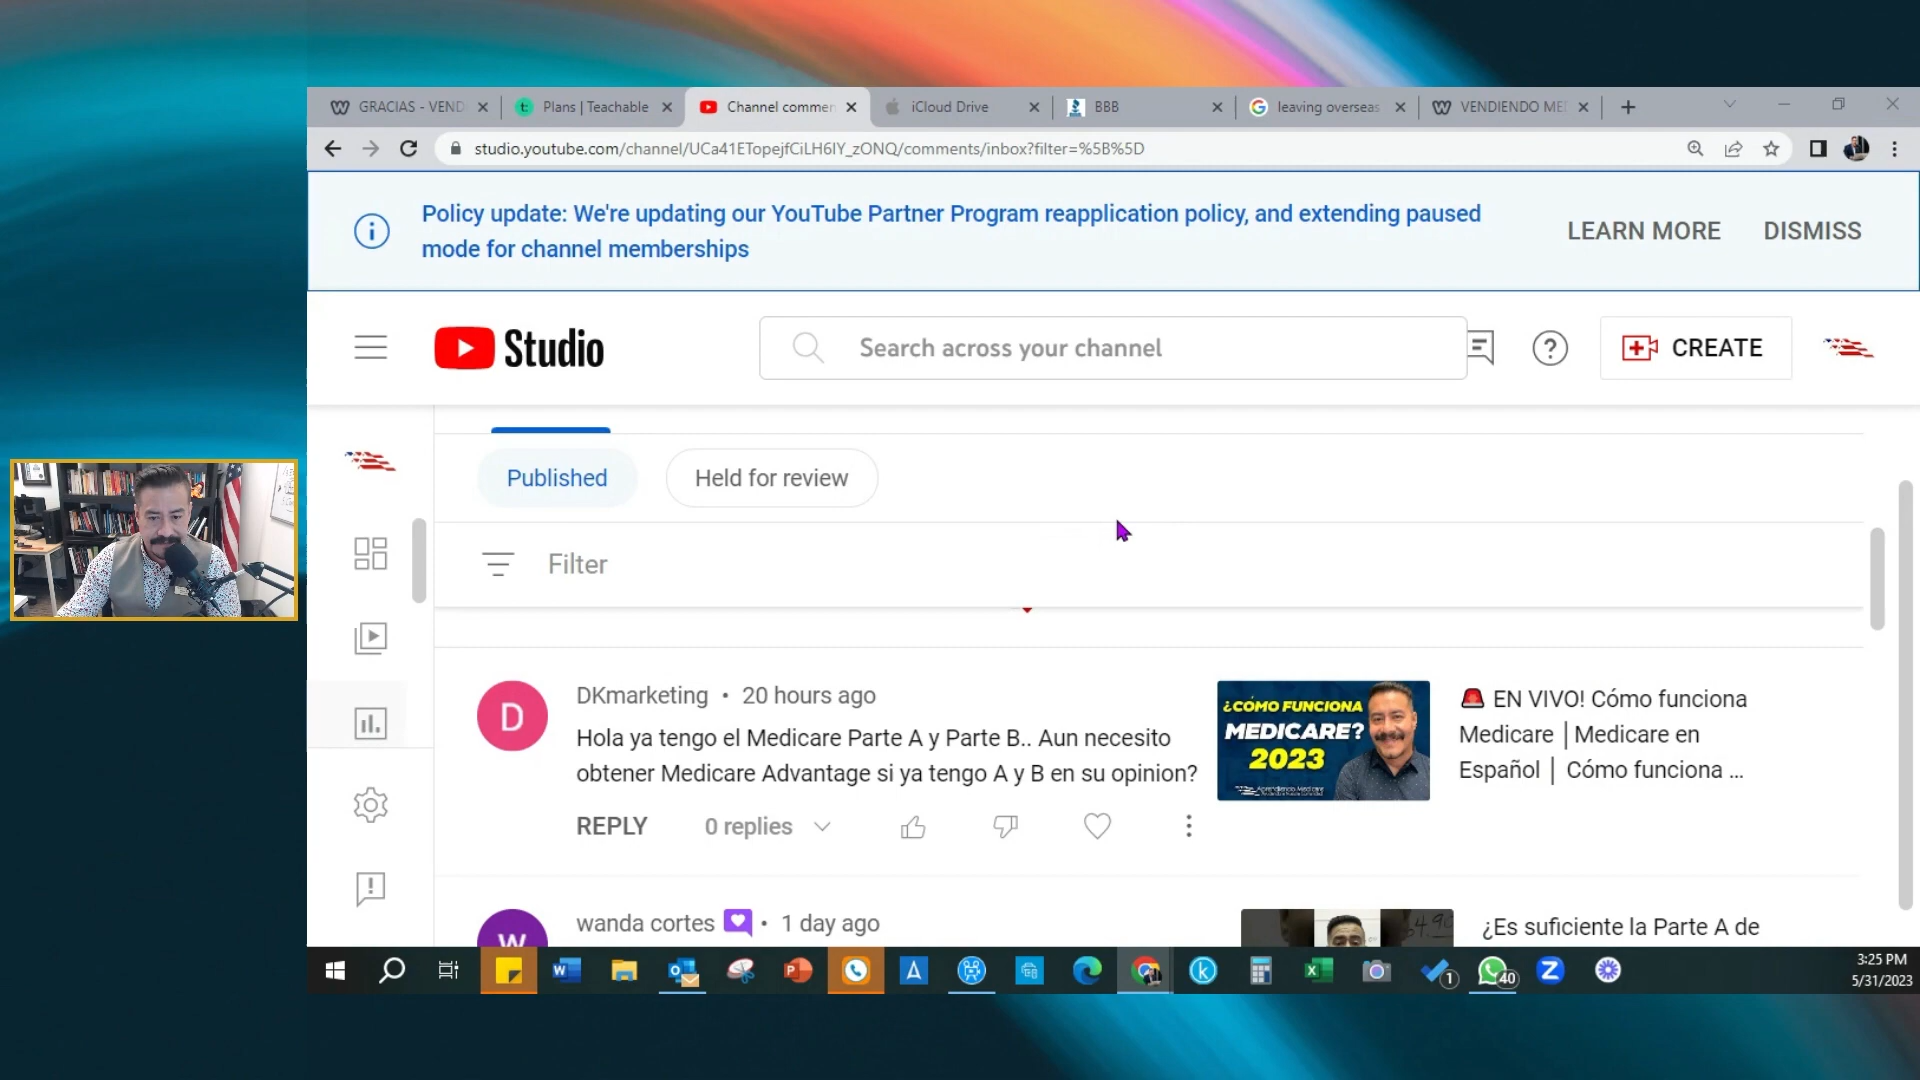 GRACIAS - VEND
Plans | Teachable
Channel commen
iCloud Drive
BBB
leaving overseas
VENDIENDO ME
studio.youtube.com/channel/UCa41ETopejfCiLH6IY_zONQ/comments/inbox?filter=%5B%5D
Policy update: We're updating our YouTube Partner Program reapplication policy, and extending paused
mode for channel memberships
LEARN MORE
DISMISS
Studio
Search across your channel
CREATE
Published
Held for review
Filter
D
DKmarketing • 20 hours ago
Hola ya tengo el Medicare Parte A y Parte B.. Aun necesito
obtener Medicare Advantage si ya tengo A y B en su opinion?
REPLY
0 replies
¿CÓMO FUNCIONA
MEDICARE?
2023
Aprendiendo Medicare
🚨 EN VIVO! Cómo funciona
Medicare | Medicare en
Español | Cómo funciona ...
W
wanda cortes • 1 day ago
¿Es suficiente la Parte A de
1
40
3:25 PM
5/31/2023